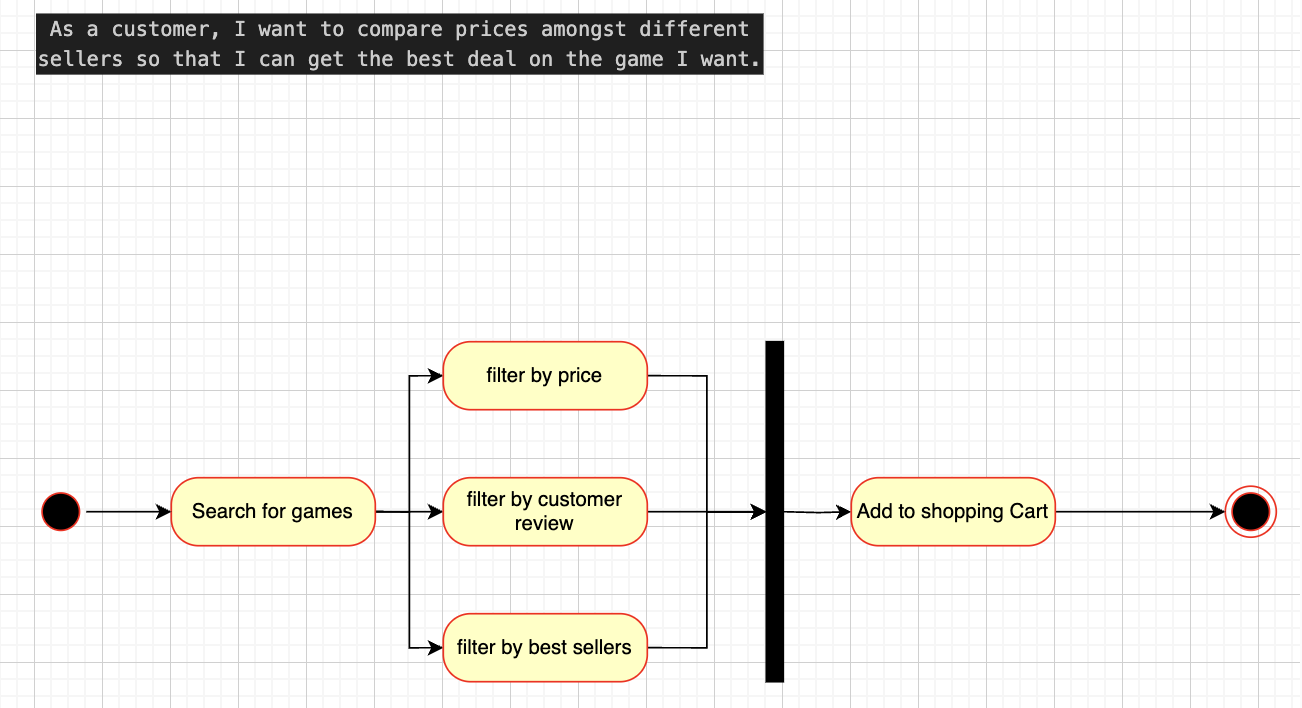 As a customer, I want to compare prices amongst different
sellers so that I can get the best deal on the game I want.
filter by price
Search for games
filter by customer
review
Add to shopping Cart
filter by best sellers